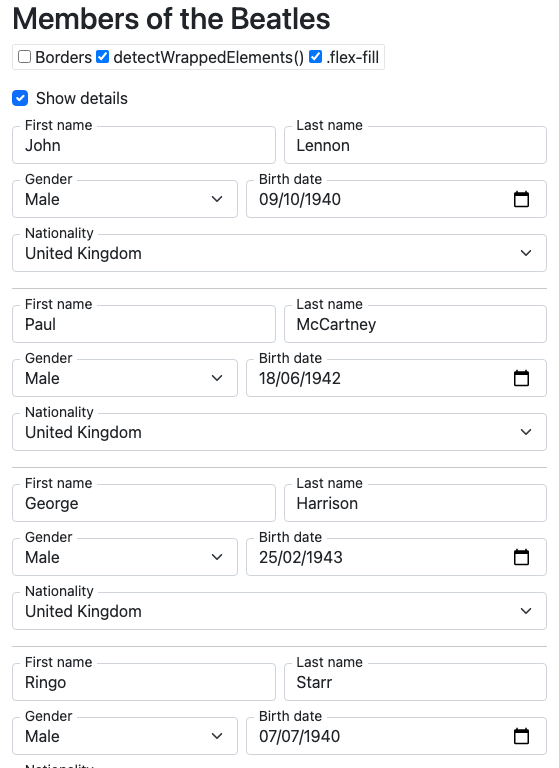 Members of the Beatles
Borders detectWrappedElements() .flex-fill
Show details
First name Last name
John Lennon
Gender Birth date
Male 09/10/1940
Nationality
United Kingdom
First name Last name
Paul McCartney
Gender Birth date
Male 18/06/1942
Nationality
United Kingdom
First name Last name
George Harrison
Gender Birth date
Male 25/02/1943
Nationality
United Kingdom
First name Last name
Ringo Starr
Gender Birth date
Male 07/07/1940
Nationality